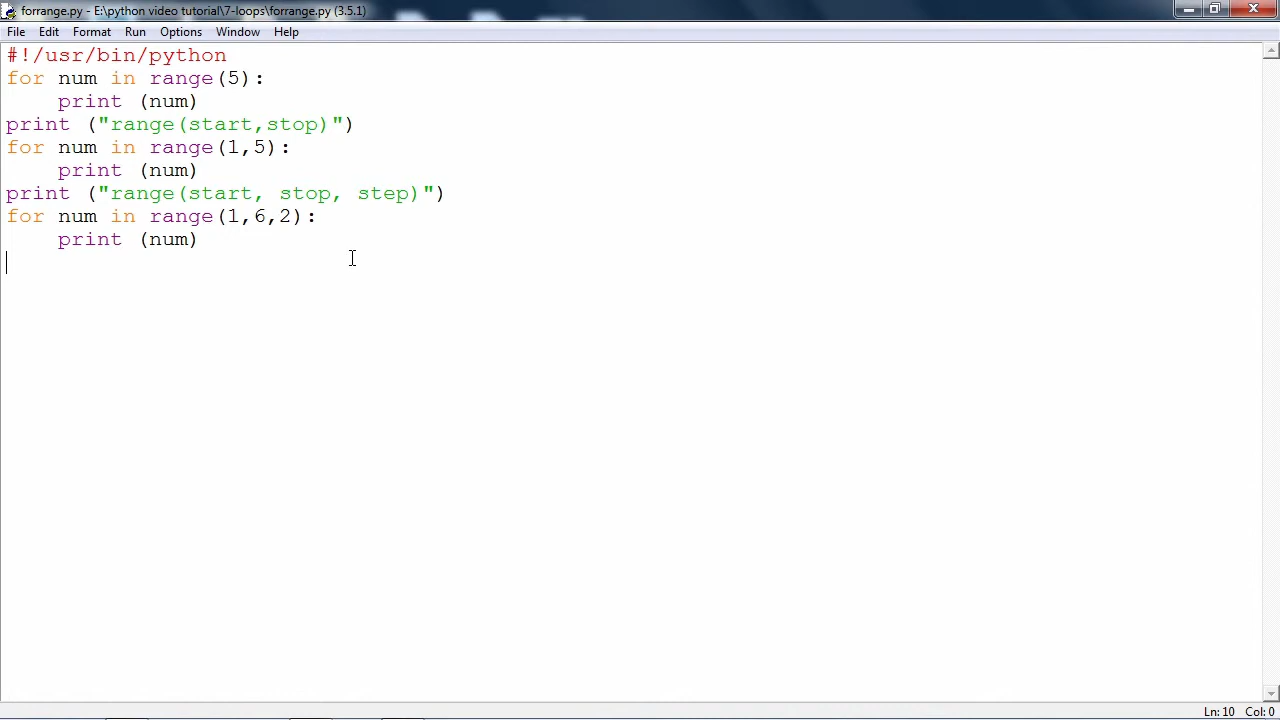 forrange.py - E:\python video tutorial\7-loops\forrange.py (3.5.1)
File Edit Format Run Options Window Help
#!/usr/bin/python
for num in range(5):
    print (num)
print ("range(start,stop)")
for num in range(1,5):
    print (num)
print ("range(start, stop, step)")
for num in range(1,6,2):
    print (num)
Ln: 10 Col: 0